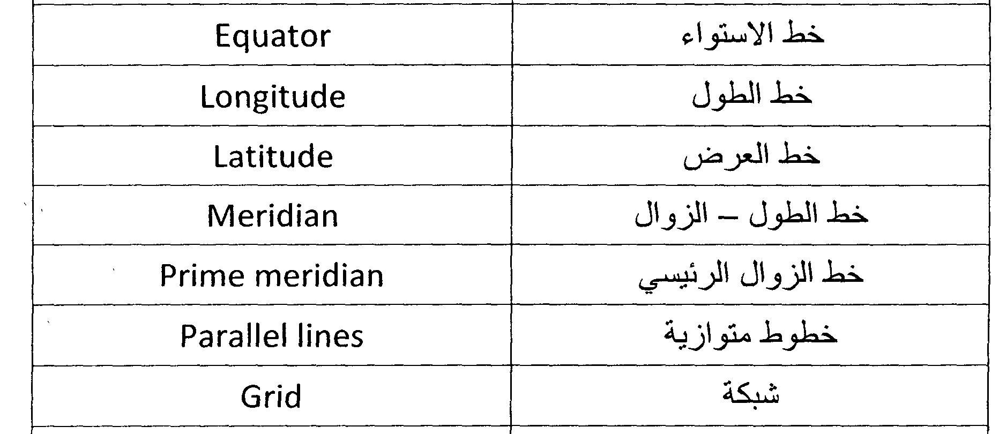 Equator خط الاستواء
Longitude خط الطول
Latitude خط العرض
Meridian خط الطول – الزوال
Prime meridian خط الزوال الرئيسي
Parallel lines خطوط متوازية
Grid شبكة